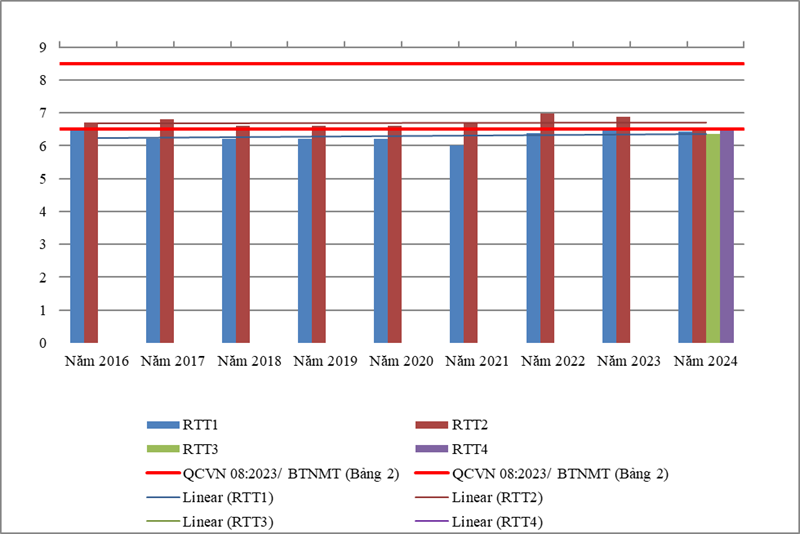 9
8
7
6
5
4
3
2
1
0
Năm 2016 Năm 2017 Năm 2018 Năm 2019 Năm 2020 Năm 2021 Năm 2022 Năm 2023 Năm 2024
RTT1 RTT2
RTT3 RTT4
QCVN 08:2023/ BTNMT (Bảng 2) QCVN 08:2023/ BTNMT (Bảng 2)
Linear (RTT1) Linear (RTT2)
Linear (RTT3) Linear (RTT4)